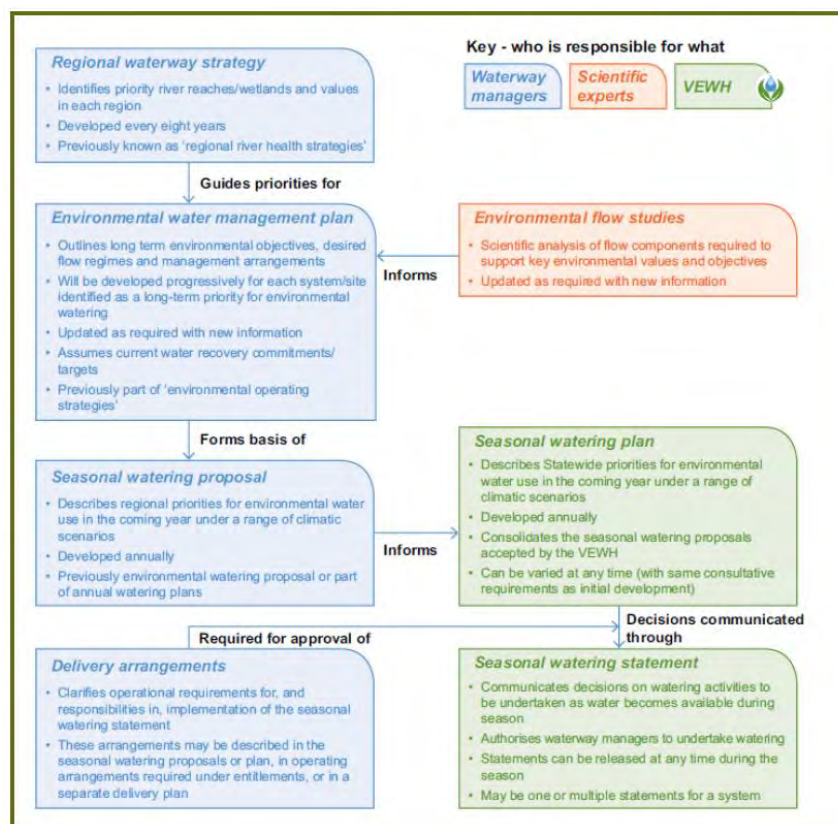 Regional waterway strategy
• Identifies priority river reaches/wetlands and values
in each region
• Developed every eight years
• Previously known as 'regional river health strategies'
Key - who is responsible for what
Waterway
managers
Scientific
experts
VEWH
Guides priorities for
Environmental water management plan
• Outlines long term environmental objectives, desired
flow regimes and management arrangements
• Will be developed progressively for each system/site
identified as a long-term priority for environmental
watering
• Updated as required with new information
• Assumes current water recovery commitments/
targets
• Previously part of 'environmental operating
strategies'
Informs
Environmental flow studies
• Scientific analysis of flow components required to
support key environmental values and objectives
• Updated as required with new information
Forms basis of
Seasonal watering proposal
• Describes regional priorities for environmental water
use in the coming year under a range of climatic
scenarios
• Developed annually
• Previously environmental watering proposal or part
of annual watering plans
Informs
Seasonal watering plan
• Describes Statewide priorities for environmental
water use in the coming year under a range of
climatic scenarios
• Developed annually
• Consolidates the seasonal watering proposals
accepted by the VEWH
• Can be varied at any time (with same consultative
requirements as initial development)
Required for approval of
Decisions communicated
through
Delivery arrangements
• Clarifies operational requirements for, and
responsibilities in, implementation of the seasonal
watering statement
• These arrangements may be described in the
seasonal watering proposals or plan, in operating
arrangements required under entitlements, or in a
separate delivery plan
Seasonal watering statement
• Communicates decisions on watering activities to
be undertaken as water becomes available during
season
• Authorises waterway managers to undertake watering
• Statements can be released at any time during the
season
• May be one or multiple statements for a system